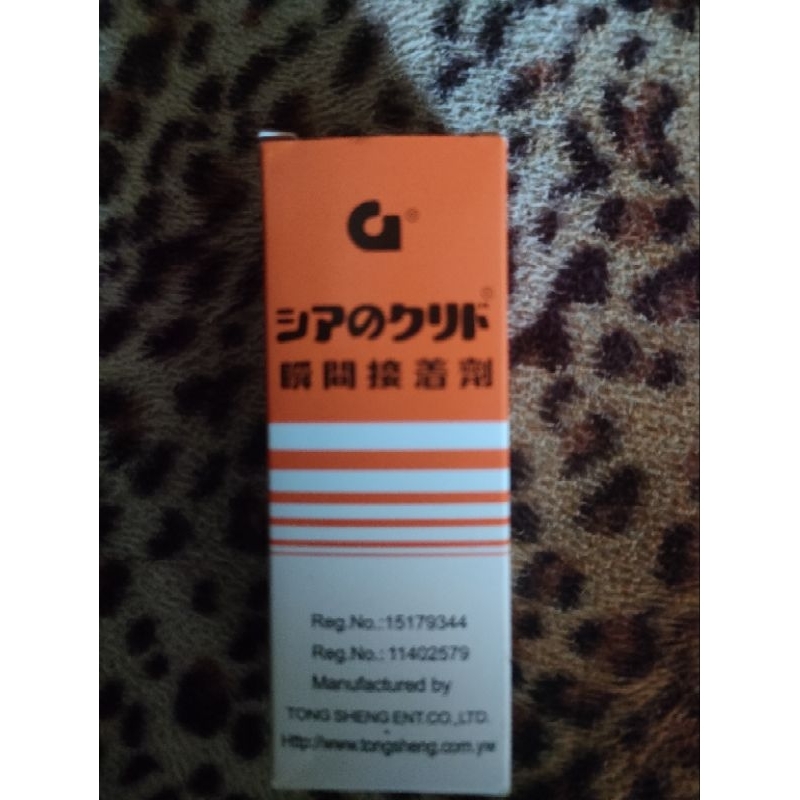 ®
シアのクリド®
瞬間接着剤
Reg.No.:15179344
Reg.No.:11402579
Manufactured by
TONG SHENG ENT.CO.,LTD.
Http://www.tongsheng.com.yw